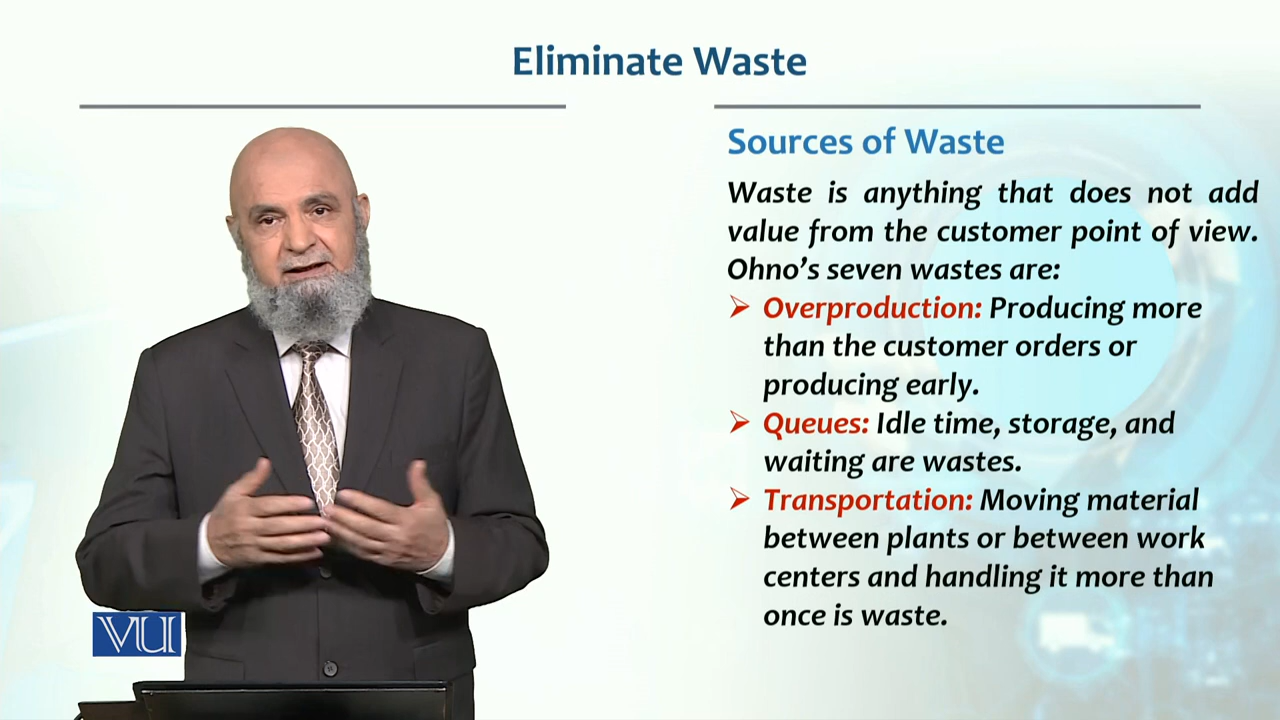 Eliminate Waste
Sources of Waste
Waste is anything that does not add
value from the customer point of view.
Ohno’s seven wastes are:
➢ Overproduction: Producing more
than the customer orders or
producing early.
➢ Queues: Idle time, storage, and
waiting are wastes.
➢ Transportation: Moving material
between plants or between work
centers and handling it more than
once is waste.
VU